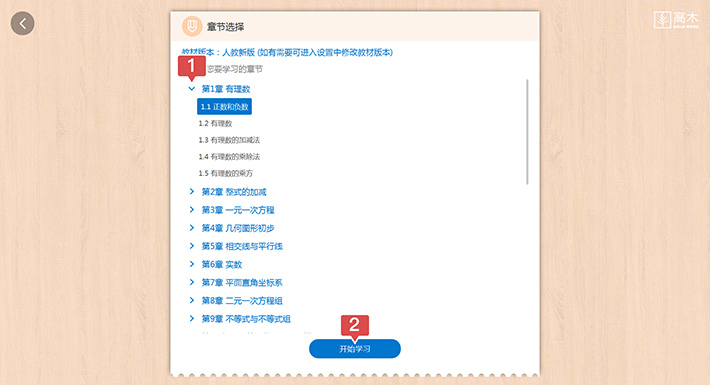 章节选择
高木
教材版本：人教新版 (如有需要可进入设置中修改教材版本)
1
您要学习的章节
第1章 有理数
1.1 正数和负数
1.2 有理数
1.3 有理数的加减法
1.4 有理数的乘除法
1.5 有理数的乘方
第2章 整式的加减
第3章 一元一次方程
第4章 几何图形初步
第5章 相交线与平行线
第6章 实数
第7章 平面直角坐标系
第8章 二元一次方程组
第9章 不等式与不等式组
2
开始学习